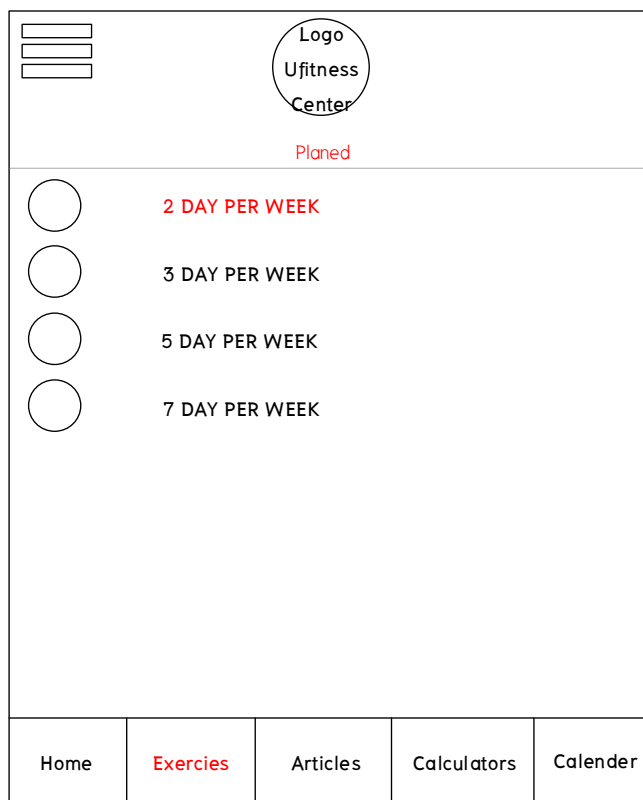 Logo
Ufitness
Center
Planed
2 DAY PER WEEK
3 DAY PER WEEK
5 DAY PER WEEK
7 DAY PER WEEK
Home
Exercies
Articles
Calculators
Calender